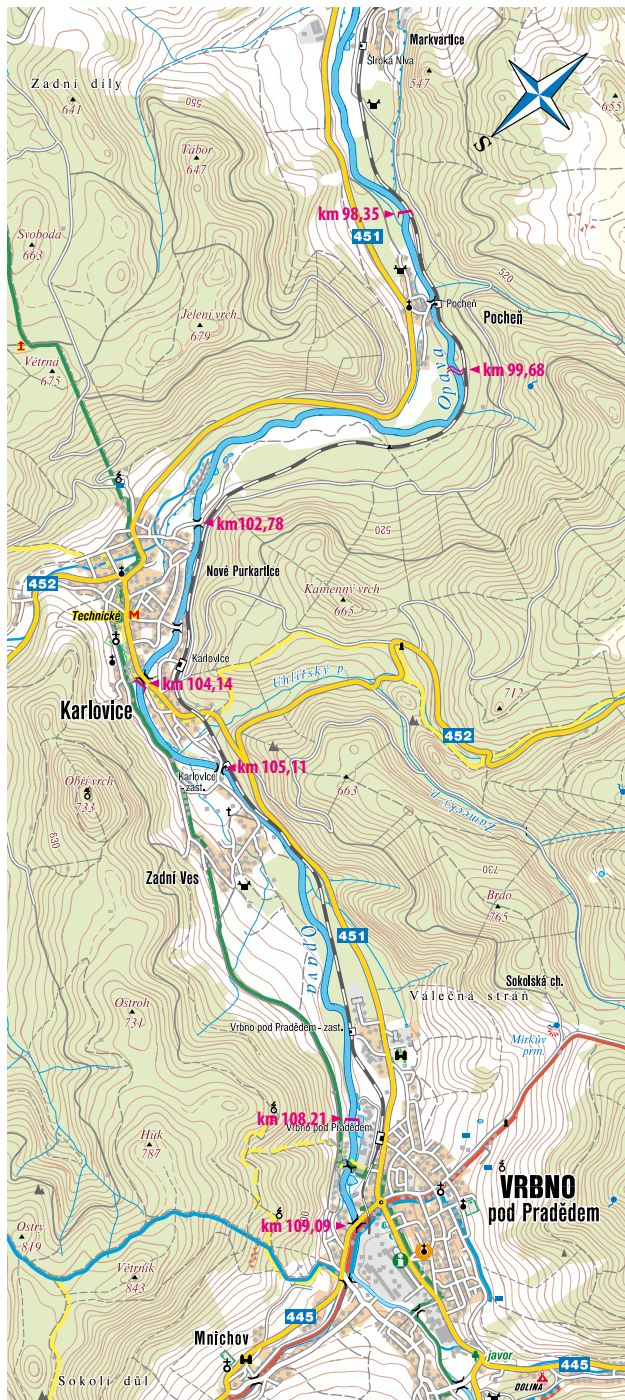 Markvartice
Široká Niva
547
655
Zadní díly
641
550
Tábor
647
S
km 98,35
451
Svoboda
663
520
Pocheň
Pocheň
Jelení vrch
679
Větrná
675
Opava
km 99,68
km102,78
520
Nové Purkartice
452
Kamenný vrch
665
Technické
M
Karlovice
Uhlířský p.
km 104,14
712
Karlovice
452
km 105,11
Karlovice
- zast.
Obří vrch
733
663
Zámecký p.
630
730
Zadní Ves
Brdo
765
451
Opava
Sokolská ch.
Válečná stráň
Ostroh
731
Vrbno pod Pradědem - zast.
Mirkův
prm.
km 108,21
Vrbno pod Pradědem
Hůk
787
VRBNO
pod Pradědem
km 109,09
Ostrý
819
Větrník
843
445
Mnichov
javor
445
Sokolí důl
DOLINA